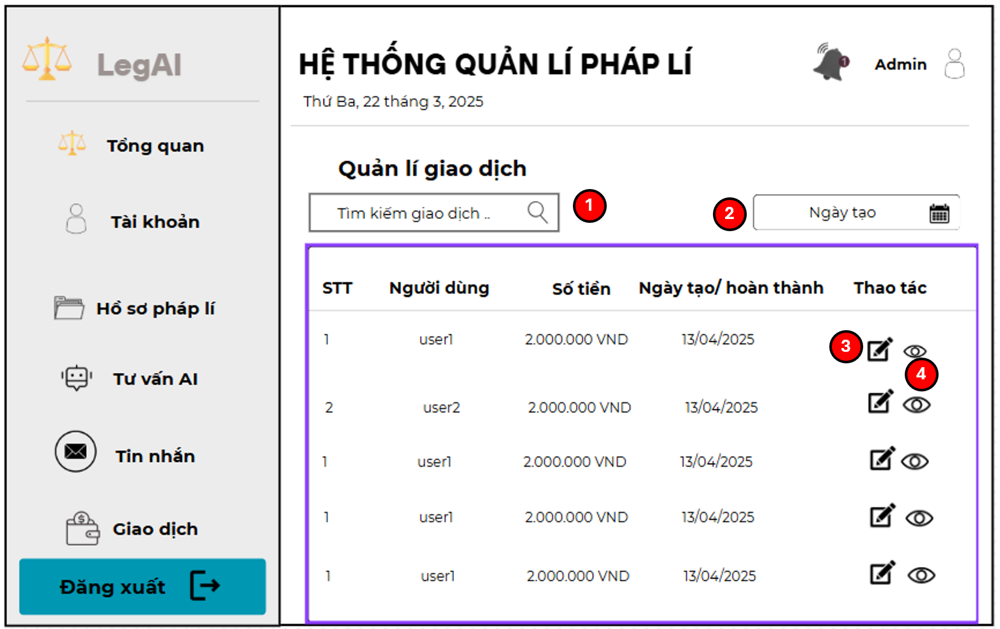 LegAI
Tổng quan
Tài khoản
Hồ sơ pháp lí
Tư vấn AI
Tin nhắn
Giao dịch
Đăng xuất
HỆ THỐNG QUẢN LÍ PHÁP LÍ
1
Admin
Thứ Ba, 22 tháng 3, 2025
Quản lí giao dịch
Tìm kiếm giao dịch ..
1
2
Ngày tạo
STT Người dùng Số tiền Ngày tạo/ hoàn thành Thao tác
1 user1 2.000.000 VND 13/04/2025
3
4
2 user2 2.000.000 VND 13/04/2025
1 user1 2.000.000 VND 13/04/2025
1 user1 2.000.000 VND 13/04/2025
1 user1 2.000.000 VND 13/04/2025